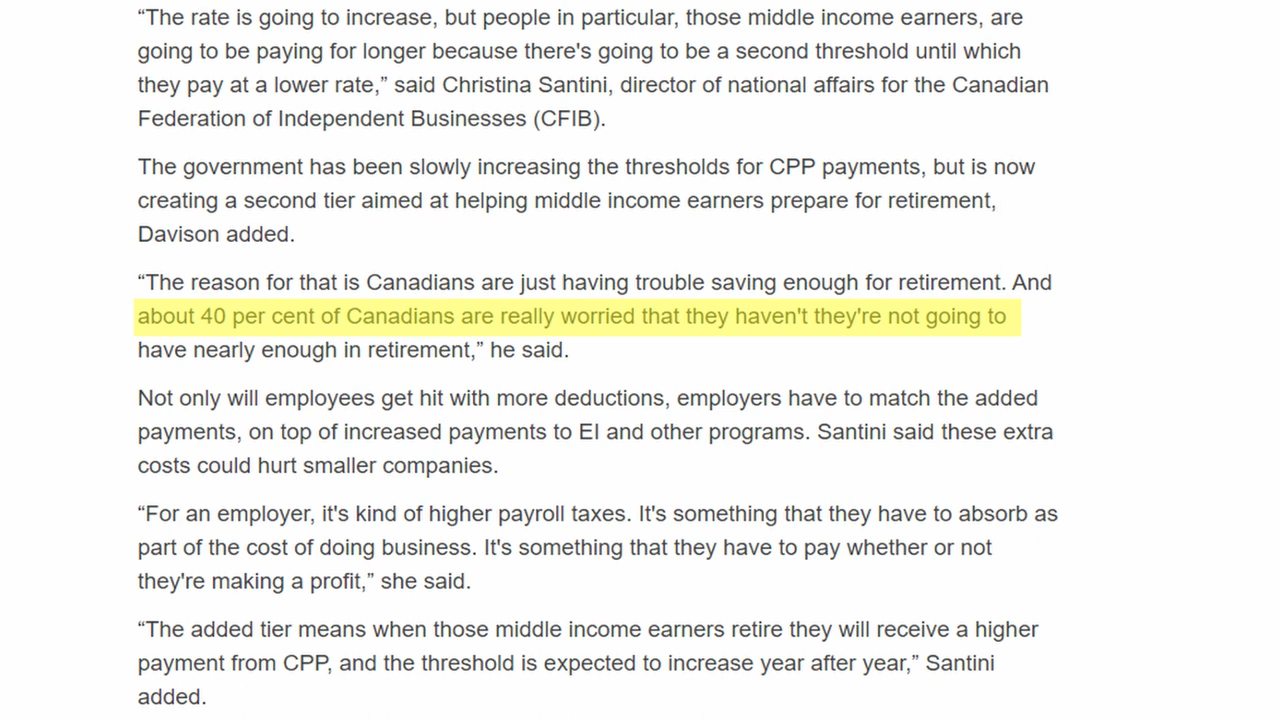 “The rate is going to increase, but people in particular, those middle income earners, are
going to be paying for longer because there's going to be a second threshold until which
they pay at a lower rate,” said Christina Santini, director of national affairs for the Canadian
Federation of Independent Businesses (CFIB).
The government has been slowly increasing the thresholds for CPP payments, but is now
creating a second tier aimed at helping middle income earners prepare for retirement,
Davison added.
“The reason for that is Canadians are just having trouble saving enough for retirement. And
about 40 per cent of Canadians are really worried that they haven't they're not going to
have nearly enough in retirement,” he said.
Not only will employees get hit with more deductions, employers have to match the added
payments, on top of increased payments to EI and other programs. Santini said these extra
costs could hurt smaller companies.
“For an employer, it's kind of higher payroll taxes. It's something that they have to absorb as
part of the cost of doing business. It's something that they have to pay whether or not
they're making a profit,” she said.
“The added tier means when those middle income earners retire they will receive a higher
payment from CPP, and the threshold is expected to increase year after year,” Santini
added.